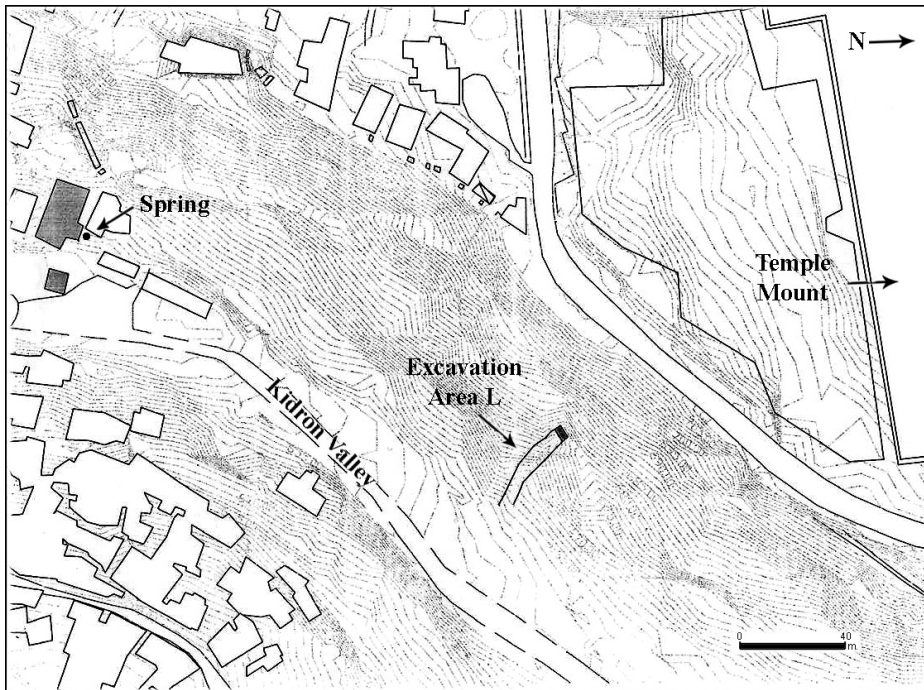 N
Spring
Temple
Mount
Excavation
Area L
Kidron Valley
0
40
m.